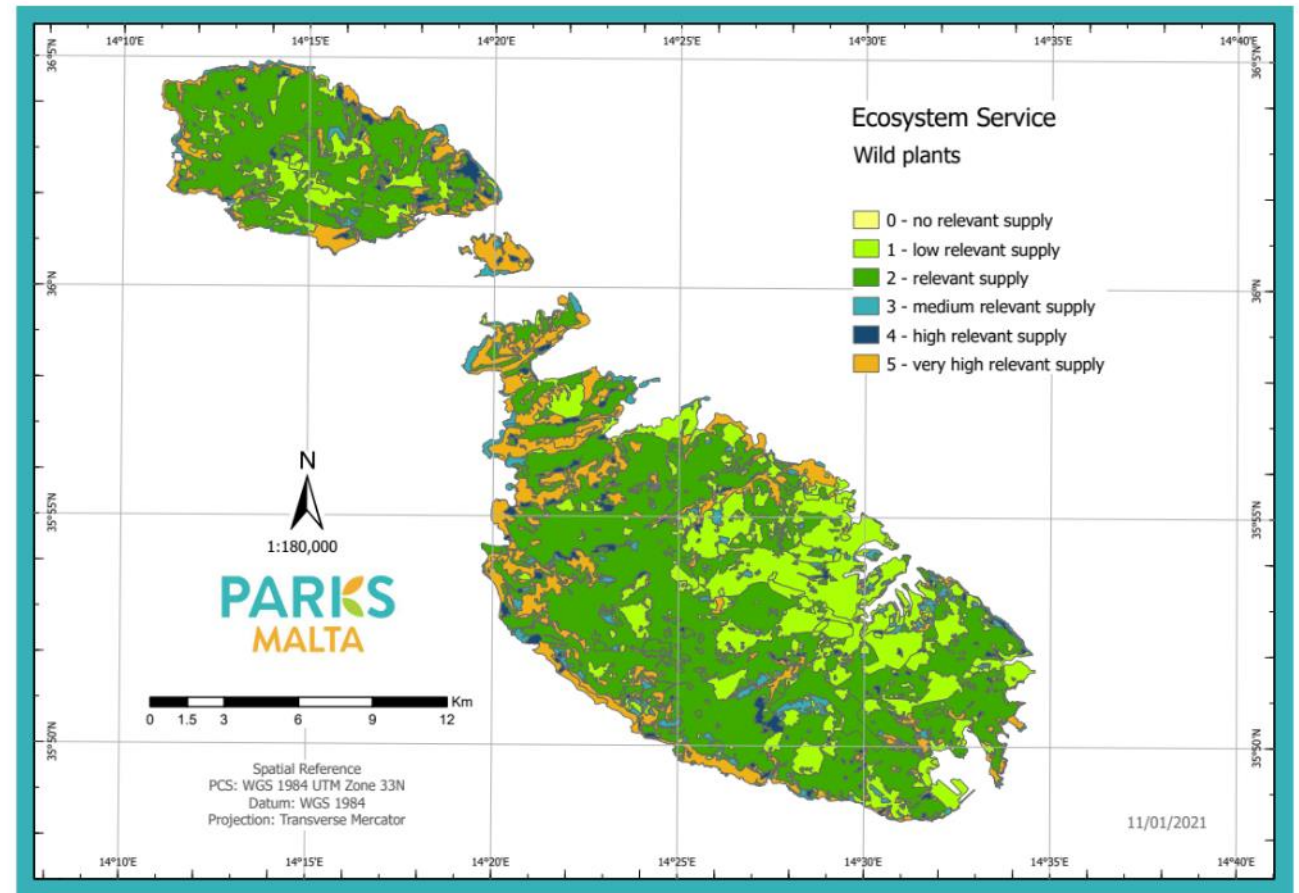 14°10'E 14°15'E 14°20'E 14°25'E 14°30'E 14°35'E 14°40'E
36°5'N 36°5'N
Ecosystem Service
Wild plants
0 - no relevant supply
1 - low relevant supply
2 - relevant supply
3 - medium relevant supply
4 - high relevant supply
5 - very high relevant supply
36°N 36°N
N
1:180,000
35°55'N 35°55'N
PARKS
MALTA
Km
0 1.5 3 6 9 12
35°50'N 35°50'N
Spatial Reference
PCS: WGS 1984 UTM Zone 33N
Datum: WGS 1984
Projection: Transverse Mercator
11/01/2021
14°10'E 14°15'E 14°20'E 14°25'E 14°30'E 14°35'E 14°40'E